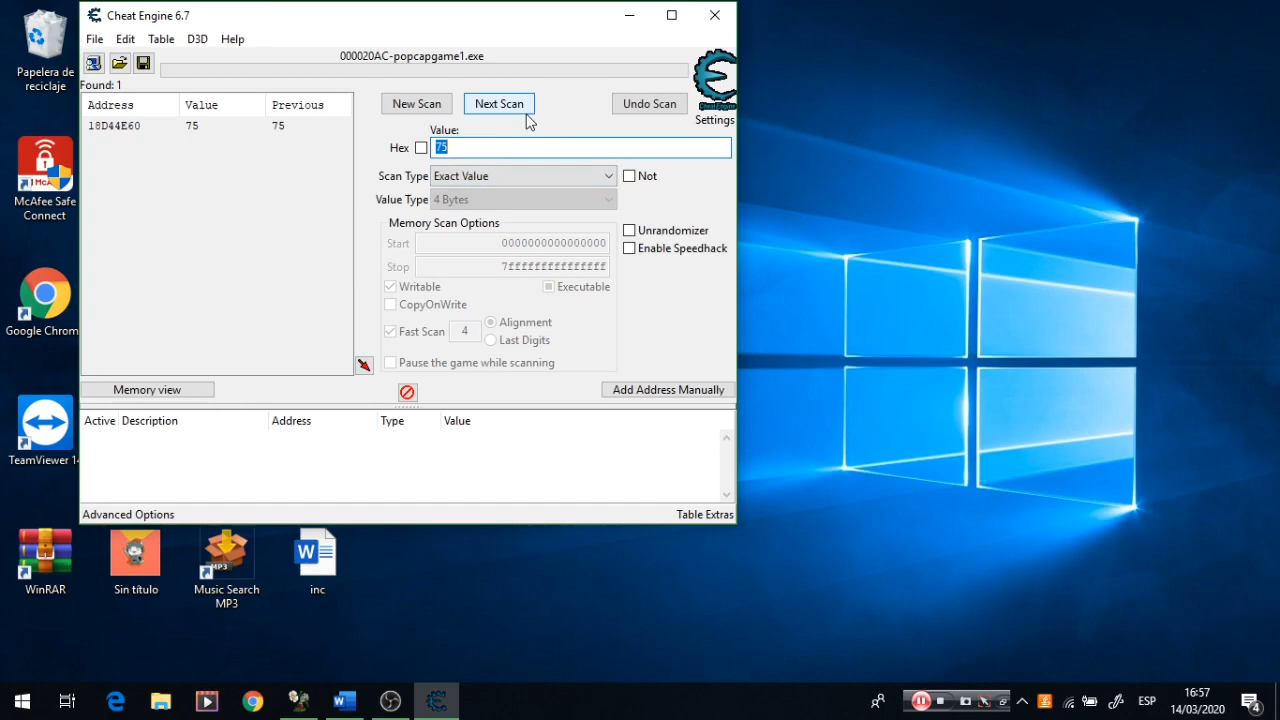 Papelera de
reciclaje
McAfee Safe
Connect
Google Chrom
TeamViewer 14
WinRAR
Sin título
Music Search
MP3
inc
Cheat Engine 6.7
File Edit Table D3D Help
000020AC-popcapgame1.exe
Found: 1
Address Value Previous
18D44E60 75 75
New Scan Next Scan Undo Scan
Settings
Value:
Hex 75
Scan Type Exact Value Not
Value Type 4 Bytes
Memory Scan Options
Start 0000000000000000
Stop 7fffffffffffffff
Unrandomizer
Enable Speedhack
Writable Executable
CopyOnWrite
Fast Scan 4 Alignment
Last Digits
Pause the game while scanning
Memory view Add Address Manually
Active Description Address Type Value
Advanced Options Table Extras
ESP
16:57
14/03/2020
4